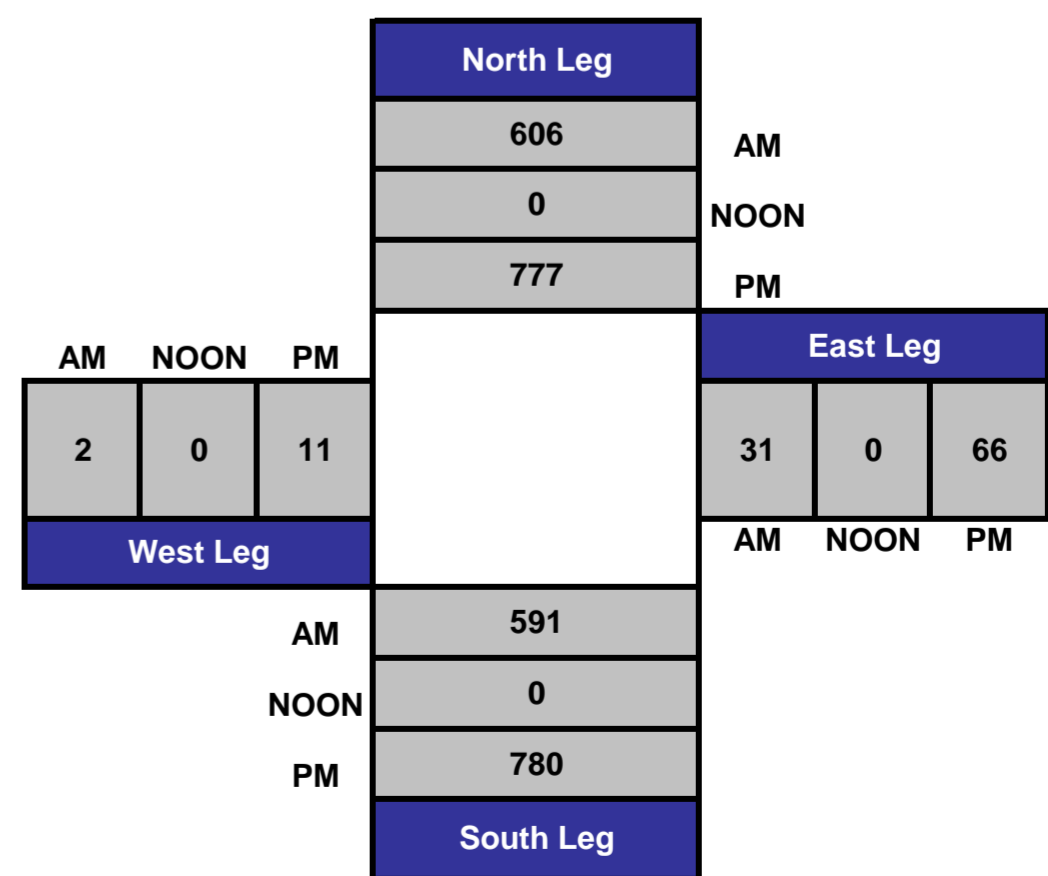 North Leg
606 AM
0 NOON
777 PM
East Leg
AM NOON PM
2 0 11
31 0 66
West Leg
AM NOON PM
AM 591
NOON 0
PM 780
South Leg